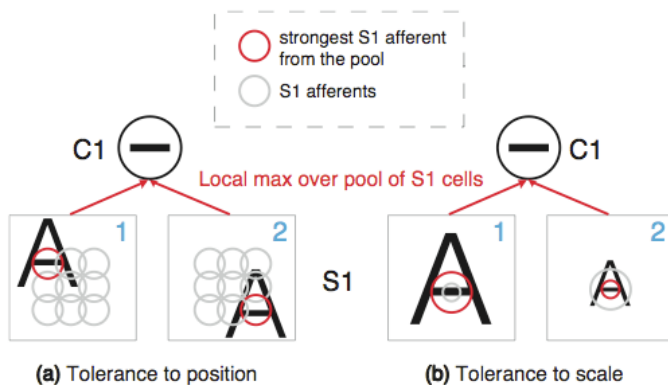 strongest S1 afferent
from the pool
S1 afferents
C1
C1
Local max over pool of S1 cells
1
2
S1
1
2
A
A
A
A
(a) Tolerance to position
(b) Tolerance to scale